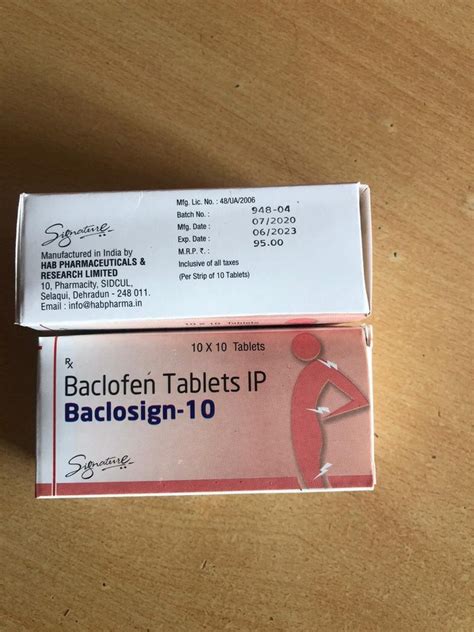 Signature
Manufactured in India by
HAB PHARMACEUTICALS &
RESEARCH LIMITED
10, Pharmacity, SIDCUL,
Selaqui, Dehradun - 248 011.
Email : info@habpharma.in
Mfg. Lic. No. : 48/UA/2006
Batch No. : 948-04
Mfg. Date : 07/2020
Exp. Date : 06/2023
M.R.P. ₹. : 95.00
Inclusive of all taxes
(Per Strip of 10 Tablets)
10 X 10 Tablets
10 X 10 Tablets
Rx
Baclofen Tablets IP
Baclosign-10
Signature